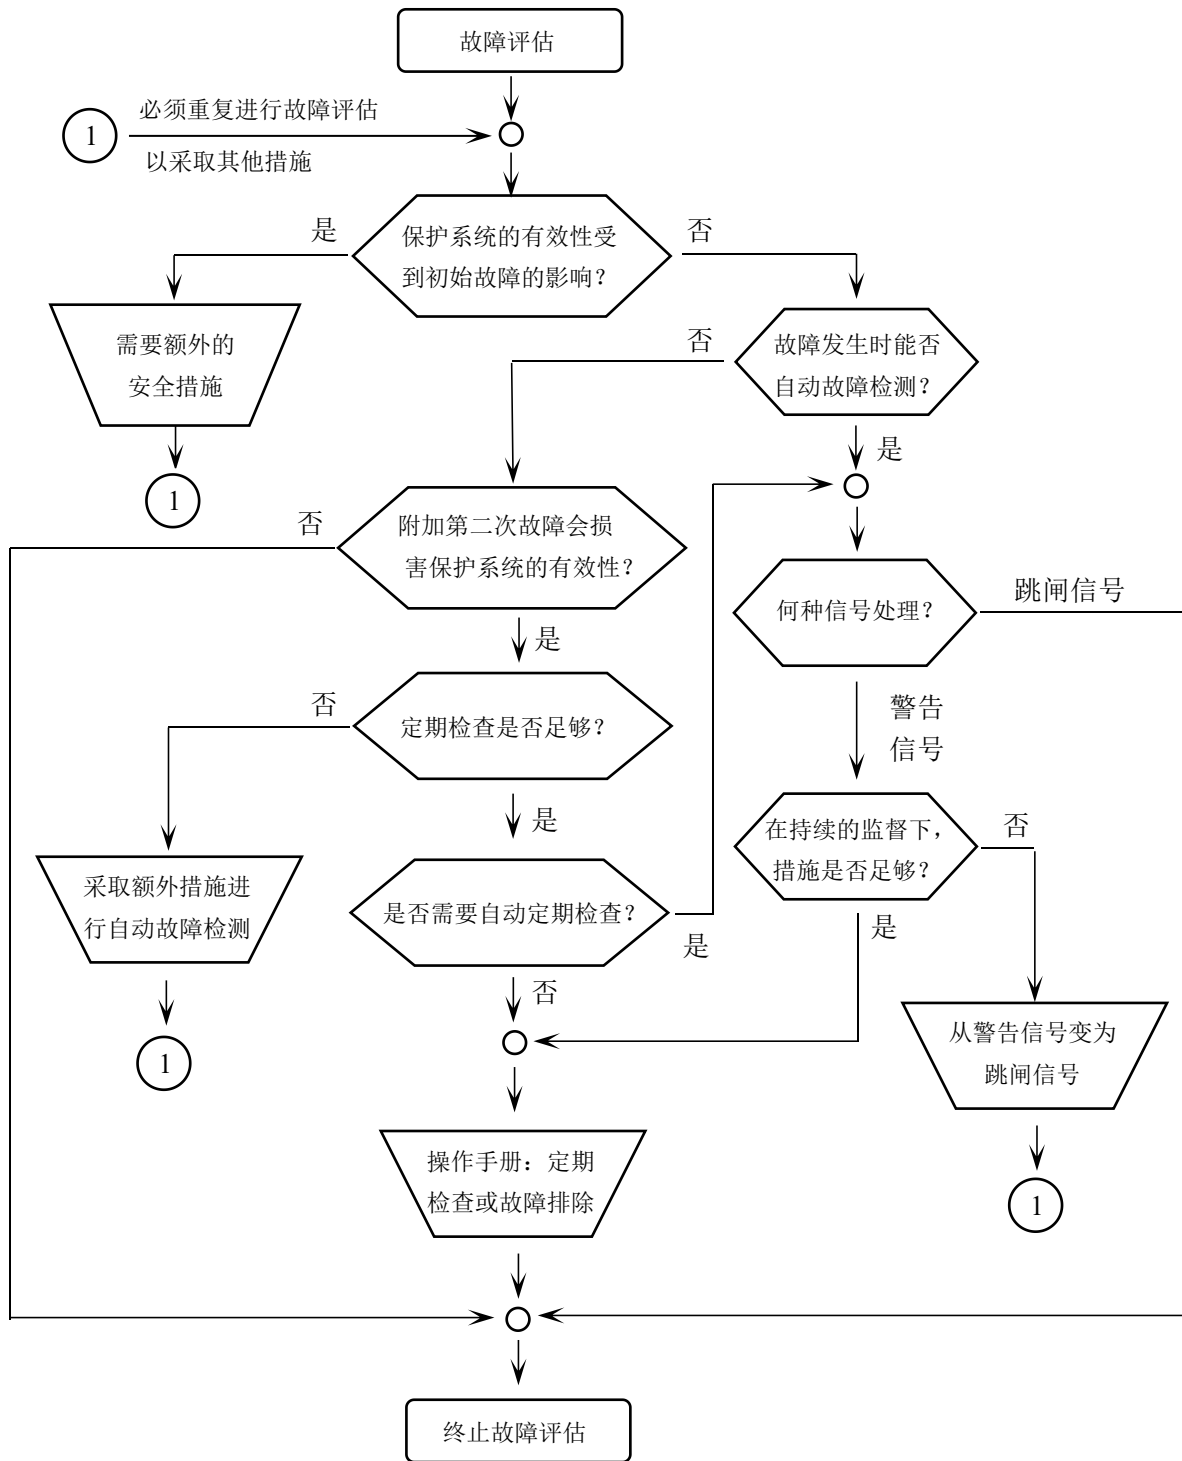 故障评估
必须重复进行故障评估
1
以采取其他措施
是
保护系统的有效性受
到初始故障的影响？
否
需要额外的
安全措施
1
否
故障发生时能否
自动故障检测？
是
否
附加第二次故障会损
害保护系统的有效性？
是
何种信号处理？
跳闸信号
否
定期检查是否足够？
是
警告
信号
在持续的监督下，
措施是否足够？
否
是
采取额外措施进
行自动故障检测
1
是否需要自动定期检查？
是
否
从警告信号变为
跳闸信号
1
操作手册：定期
检查或故障排除
终止故障评估